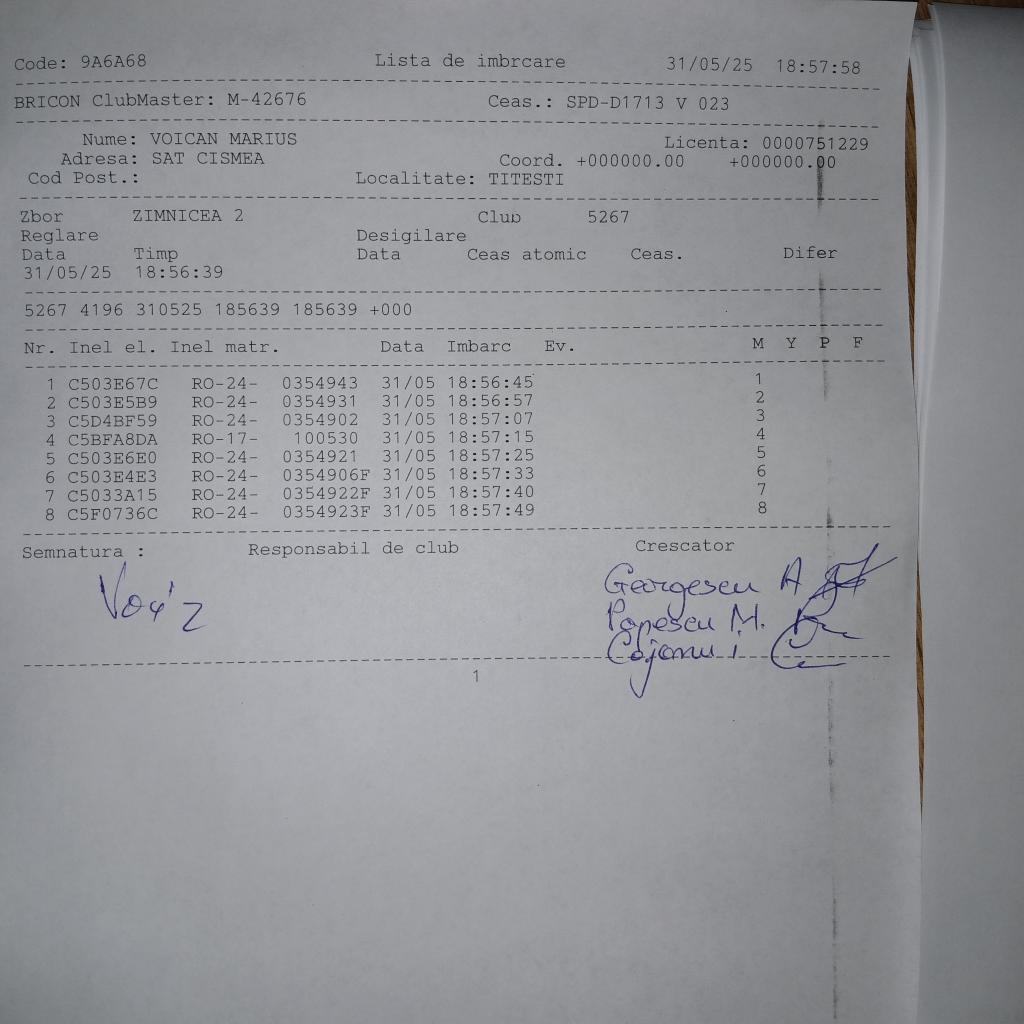 Code: 9A6A68 Lista de imbrcare 31/05/25 18:57:58
BRICON ClubMaster: M-42676 Ceas.: SPD-D1713 V 023
Nume: VOICAN MARIUS Licenta: 0000751229
Adresa: SAT CISMEA Coord. +000000.00 +000000.00
Cod Post.: Localitate: TITESTI
Zbor ZIMNICEA 2 Club 5267
Reglare Desigilare
Data Timp Data Ceas atomic Ceas. Difer
31/05/25 18:56:39
5267 4196 310525 185639 185639 +000
Nr. Inel el. Inel matr. Data Imbarc Ev. M Y P F
1 C503E67C RO-24- 0354943 31/05 18:56:45 1
2 C503E5B9 RO-24- 0354931 31/05 18:56:57 2
3 C5D4BF59 RO-24- 0354902 31/05 18:57:07 3
4 C5BFA8DA RO-17- 100530 31/05 18:57:15 4
5 C503E6E0 RO-24- 0354921 31/05 18:57:25 5
6 C503E4E3 RO-24- 0354906F 31/05 18:57:33 6
7 C5033A15 RO-24- 0354922F 31/05 18:57:40 7
8 C5F0736C RO-24- 0354923F 31/05 18:57:49 8
Semnatura : Responsabil de club Crescator
Georgescu A
Popescu M.
1